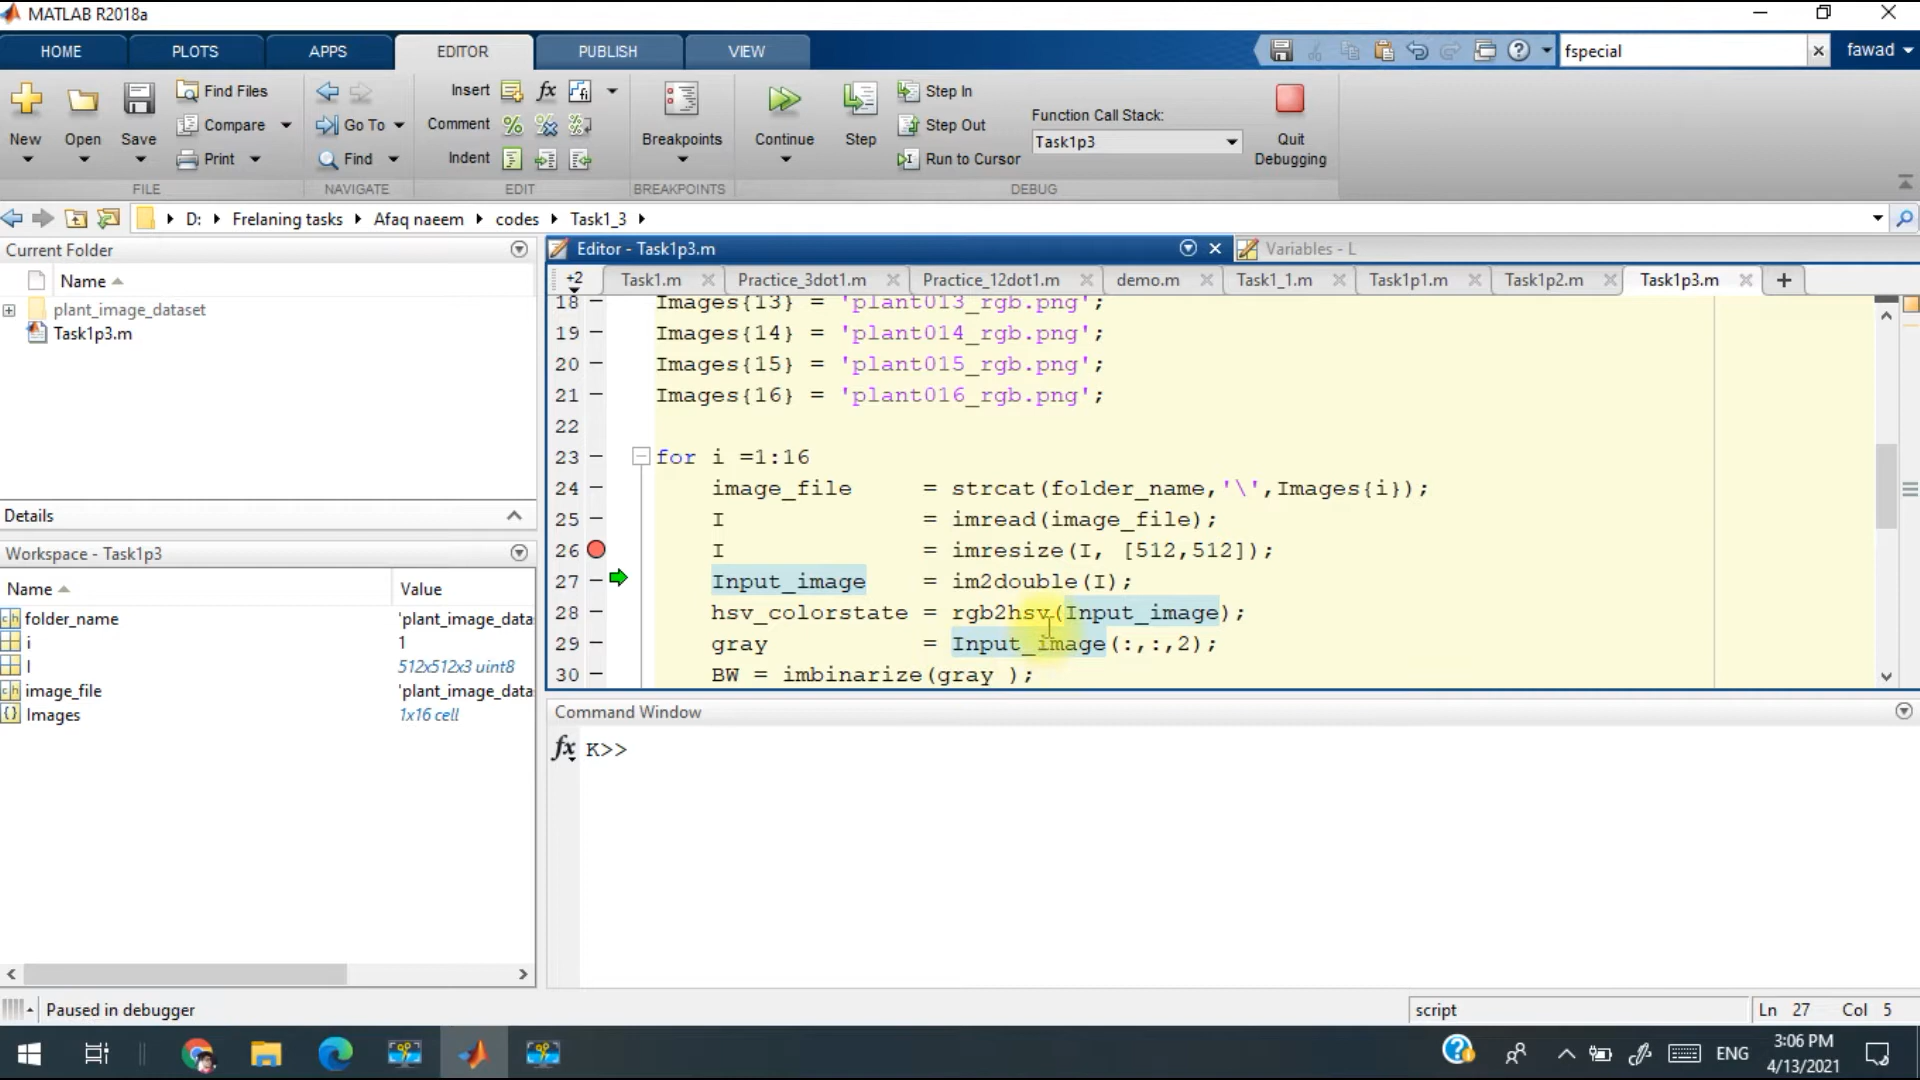 MATLAB R2018a
HOME PLOTS APPS EDITOR PUBLISH VIEW fspecial fawad
New Open Save Find Files Compare Print
Go To Find
Insert fx
Comment
Indent
Breakpoints
Continue Step Step In Step Out Run to Cursor
Function Call Stack:
Task1p3
Quit Debugging
FILE NAVIGATE EDIT BREAKPOINTS DEBUG
D: Frelaning tasks Afaq naeem codes Task1_3
Current Folder
Name
plant_image_dataset
Task1p3.m
Details
Workspace - Task1p3
Name Value
folder_name 'plant_image_data
i 1
I 512x512x3 uint8
image_file 'plant_image_data
Images 1x16 cell
Editor - Task1p3.m Variables - L
+2 Task1.m Practice_3dot1.m Practice_12dot1.m demo.m Task1_1.m Task1p1.m Task1p2.m Task1p3.m
18 Images{13} = 'plant013_rgb.png';
19 Images{14} = 'plant014_rgb.png';
20 Images{15} = 'plant015_rgb.png';
21 Images{16} = 'plant016_rgb.png';
22
23 for i =1:16
24 image_file = strcat(folder_name,'\',Images{i});
25 I = imread(image_file);
26 I = imresize(I, [512,512]);
27 Input_image = im2double(I);
28 hsv_colorstate = rgb2hsv(Input_image);
29 gray = Input_image(:,:,2);
30 BW = imbinarize(gray );
Command Window
fx K>>
Paused in debugger script Ln 27 Col 5
ENG 3:06 PM
4/13/2021